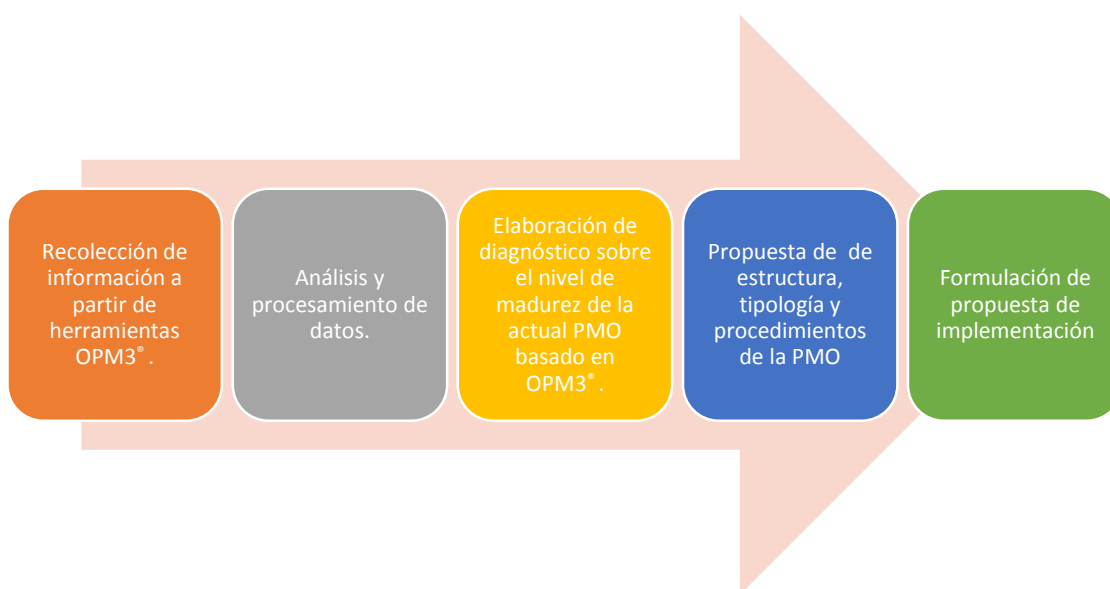 Recolección de
información a
partir de
herramientas
OPM3®.
Análisis y
procesamiento de
datos.
Elaboración de
diagnóstico sobre
el nivel de
madurez de la
actual PMO
basado en
OPM3®.
Propuesta de  de
estructura,
tipología y
procedimientos
de la PMO
Formulación de
propuesta de
implementación